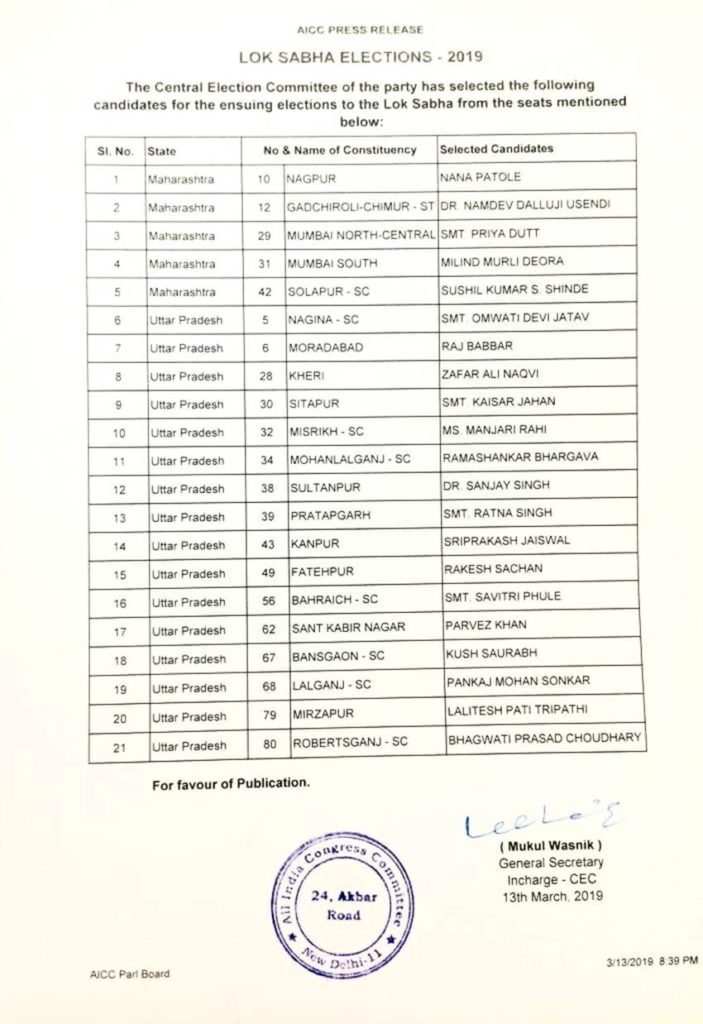 AICC PRESS RELEASE
LOK SABHA ELECTIONS - 2019
The Central Election Committee of the party has selected the following
candidates for the ensuing elections to the Lok Sabha from the seats mentioned
below:
Sl. No. State No & Name of Constituency Selected Candidates
1 Maharashtra 10 NAGPUR NANA PATOLE
2 Maharashtra 12 GADCHIROLI-CHIMUR - ST DR. NAMDEV DALLUJI USENDI
3 Maharashtra 29 MUMBAI NORTH-CENTRAL SMT. PRIYA DUTT
4 Maharashtra 31 MUMBAI SOUTH MILIND MURLI DEORA
5 Maharashtra 42 SOLAPUR - SC SUSHIL KUMAR S. SHINDE
6 Uttar Pradesh 5 NAGINA - SC SMT. OMWATI DEVI JATAV
7 Uttar Pradesh 6 MORADABAD RAJ BABBAR
8 Uttar Pradesh 28 KHERI ZAFAR ALI NAQVI
9 Uttar Pradesh 30 SITAPUR SMT. KAISAR JAHAN
10 Uttar Pradesh 32 MISRIKH - SC MS. MANJARI RAHI
11 Uttar Pradesh 34 MOHANLALGANJ - SC RAMASHANKAR BHARGAVA
12 Uttar Pradesh 38 SULTANPUR DR. SANJAY SINGH
13 Uttar Pradesh 39 PRATAPGARH SMT. RATNA SINGH
14 Uttar Pradesh 43 KANPUR SRIPRAKASH JAISWAL
15 Uttar Pradesh 49 FATEHPUR RAKESH SACHAN
16 Uttar Pradesh 56 BAHRAICH - SC SMT. SAVITRI PHULE
17 Uttar Pradesh 62 SANT KABIR NAGAR PARVEZ KHAN
18 Uttar Pradesh 67 BANSGAON - SC KUSH SAURABH
19 Uttar Pradesh 68 LALGANJ - SC PANKAJ MOHAN SONKAR
20 Uttar Pradesh 79 MIRZAPUR LALITESH PATI TRIPATHI
21 Uttar Pradesh 80 ROBERTSGANJ - SC BHAGWATI PRASAD CHOUDHARY
For favour of Publication.
( Mukul Wasnik )
General Secretary
Incharge - CEC
13th March, 2019
All India Congress Committee
24, Akbar
Road
New Delhi-11
AICC Parl Board
3/13/2019 8:39 PM